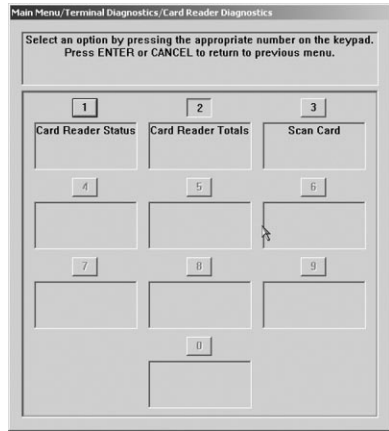 Main Menu/Terminal Diagnostics/Card Reader Diagnostics
Select an option by pressing the appropriate number on the keypad.
Press ENTER or CANCEL to return to previous menu.
1 2 3
Card Reader Status Card Reader Totals Scan Card
4 5 6
7 8 9
0